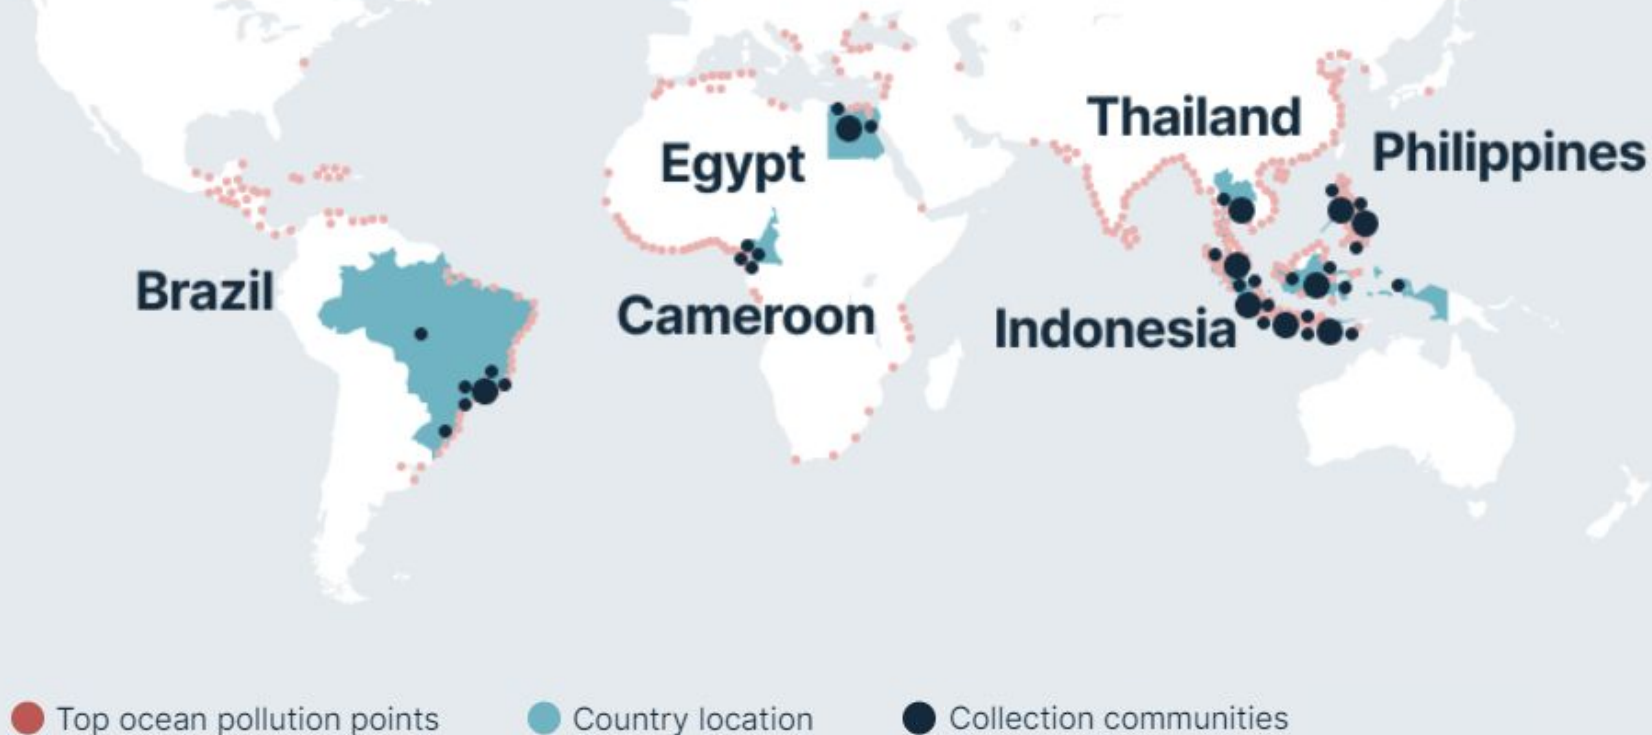 Thailand
Philippines
Egypt
Brazil
Cameroon
Indonesia
Top ocean pollution points
Country location
Collection communities